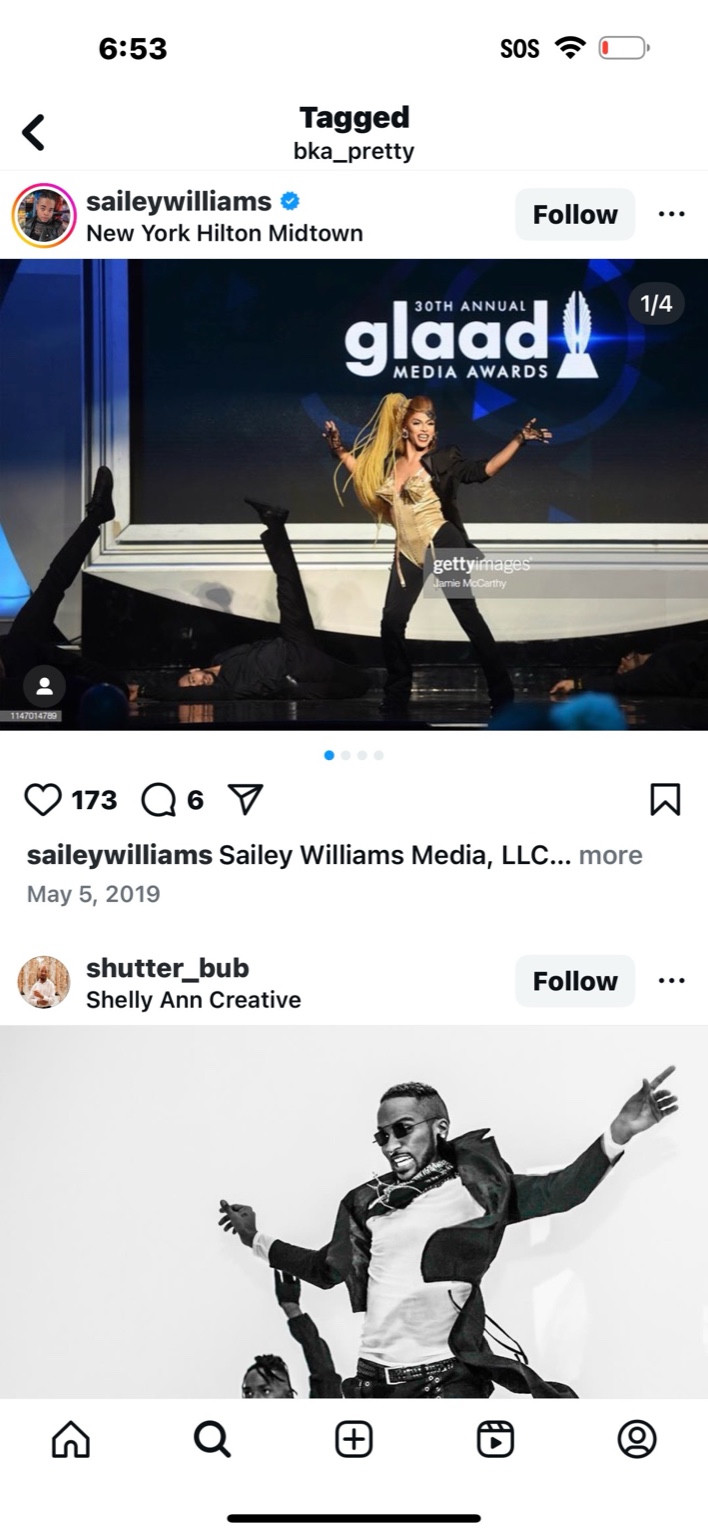 6:53
SOS
Tagged
bka_pretty
saileywilliams
Follow
New York Hilton Midtown
1/4
30TH ANNUAL
glaad
MEDIA AWARDS
gettyimages®
Jamie McCarthy
1147014789
173
6
saileywilliams Sailey Williams Media, LLC... more
May 5, 2019
shutter_bub
Follow
Shelly Ann Creative